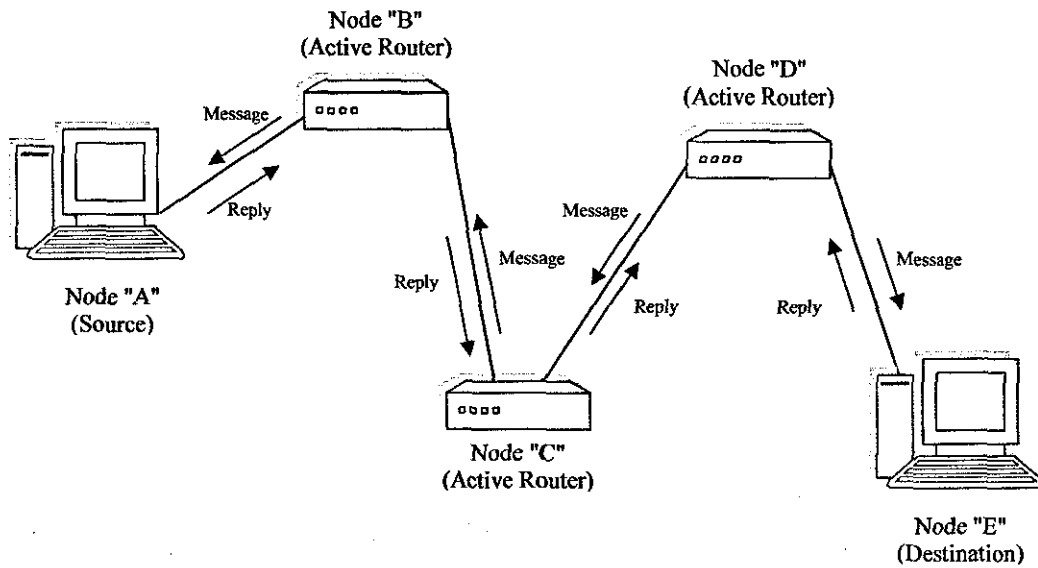 Node "B"
(Active Router)
Node "D"
(Active Router)
Message
Reply
Message
Reply
Message
Reply
Message
Reply
Node "A"
(Source)
Node "C"
(Active Router)
Node "E"
(Destination)